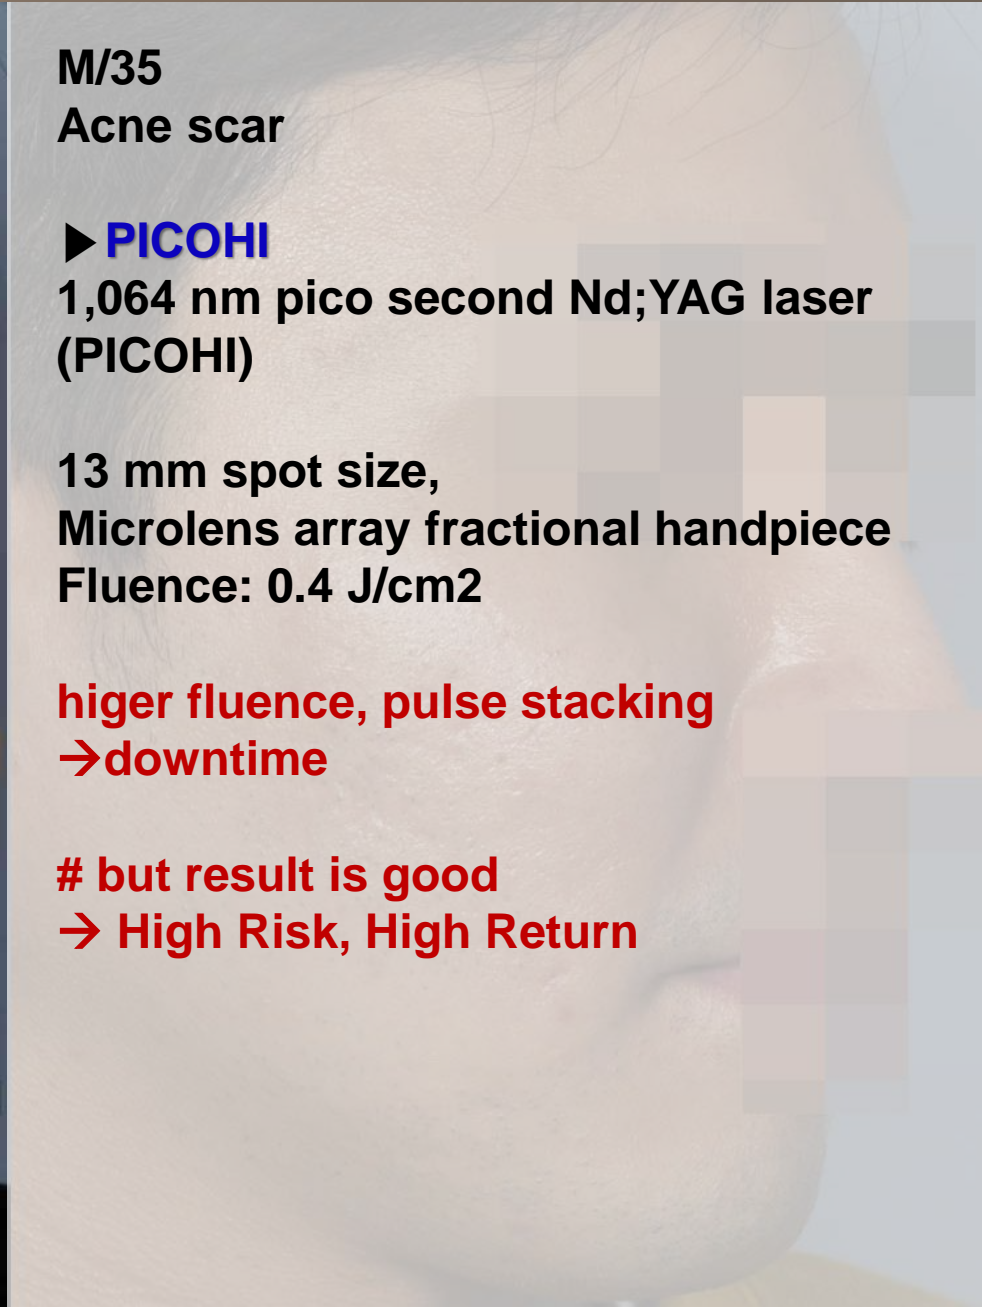 M/35
Acne scar
▶PICOHI
1,064 nm pico second Nd;YAG laser
(PICOHI)
13 mm spot size,
Microlens array fractional handpiece
Fluence: 0.4 J/cm2
higer fluence, pulse stacking
→downtime
# but result is good
→ High Risk, High Return